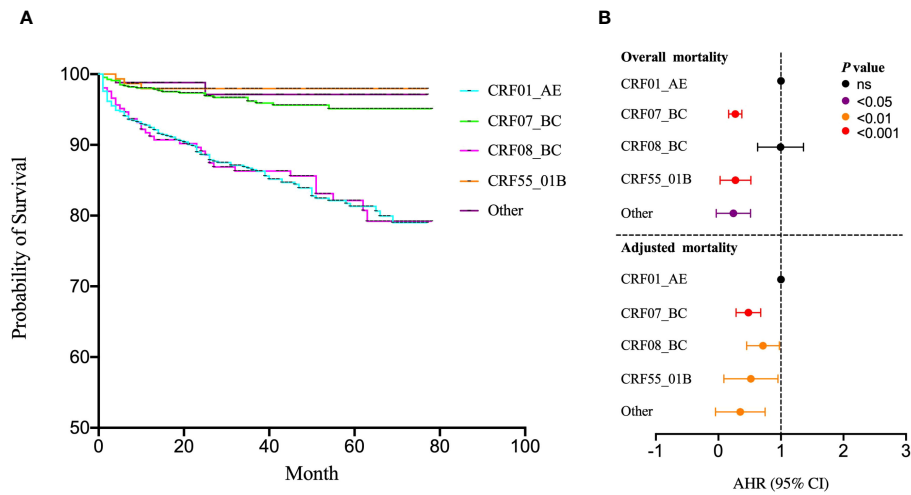 A
Probability of Survival
100
90
80
70
60
50
0
20
40
60
80
100
Month
CRF01_AE
CRF07_BC
CRF08_BC
CRF55_01B
Other
B
Overall mortality
CRF01_AE
CRF07_BC
CRF08_BC
CRF55_01B
Other
Adjusted mortality
CRF01_AE
CRF07_BC
CRF08_BC
CRF55_01B
Other
P value
ns
<0.05
<0.01
<0.001
-1
0
1
2
3
AHR (95% CI)